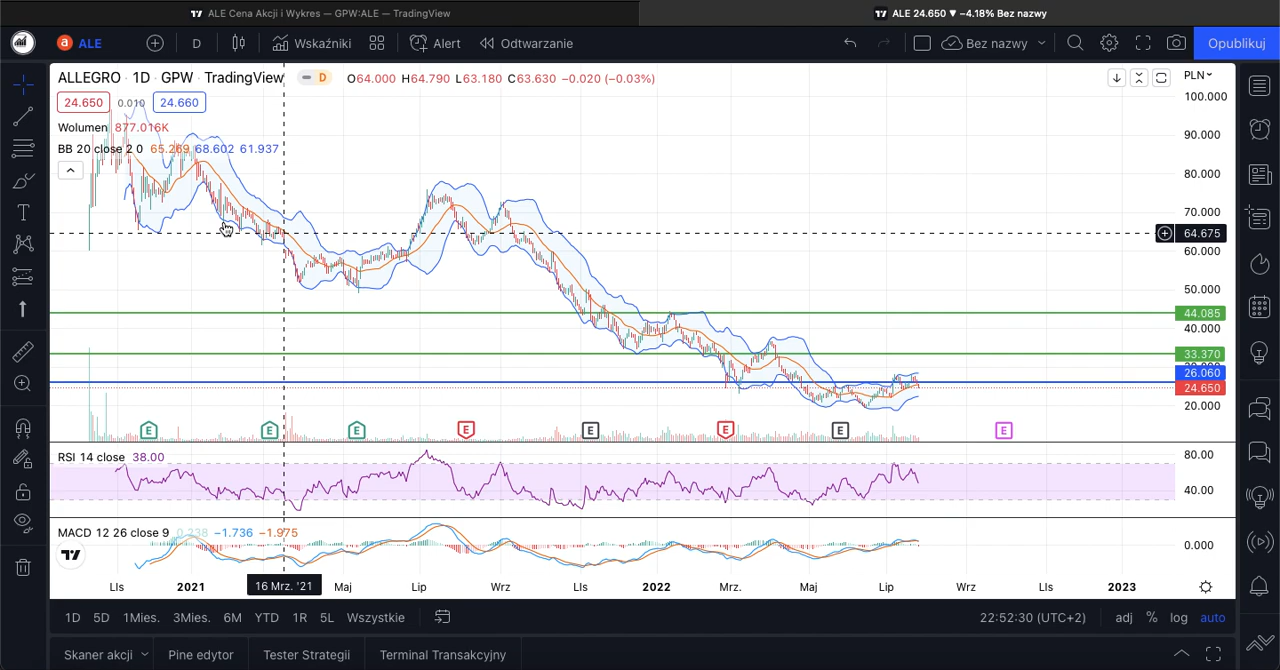 ALE Cena Akcji i Wykres — GPW:ALE — TradingView
ALE 24.650 ▼ −4.18% Bez nazwy
a ALE D Wskaźniki Alert Odtwarzanie Bez nazwy Opublikuj
ALLEGRO · 1D · GPW · TradingView D O64.000 H64.790 L63.180 C63.630 −0.020 (−0.03%) PLN
24.650 0.010 24.660
Wolumen 877.016K
BB 20 close 2 0 65.269 68.602 61.937
100.000
90.000
80.000
70.000
64.675
60.000
50.000
44.085
40.000
33.370
26.060
24.650
20.000
E E E E E E E E
RSI 14 close 38.00
80.00
40.00
MACD 12 26 close 9 0.238 −1.736 −1.975
0.000
LIs 2021 16 Mrz. '21 Maj Lip Wrz LIs 2022 Mrz. Maj Lip Wrz LIs 2023
1D 5D 1Mies. 3Mies. 6M YTD 1R 5L Wszystkie 22:52:30 (UTC+2) adj % log auto
Skaner akcji Pine edytor Tester Strategii Terminal Transakcyjny